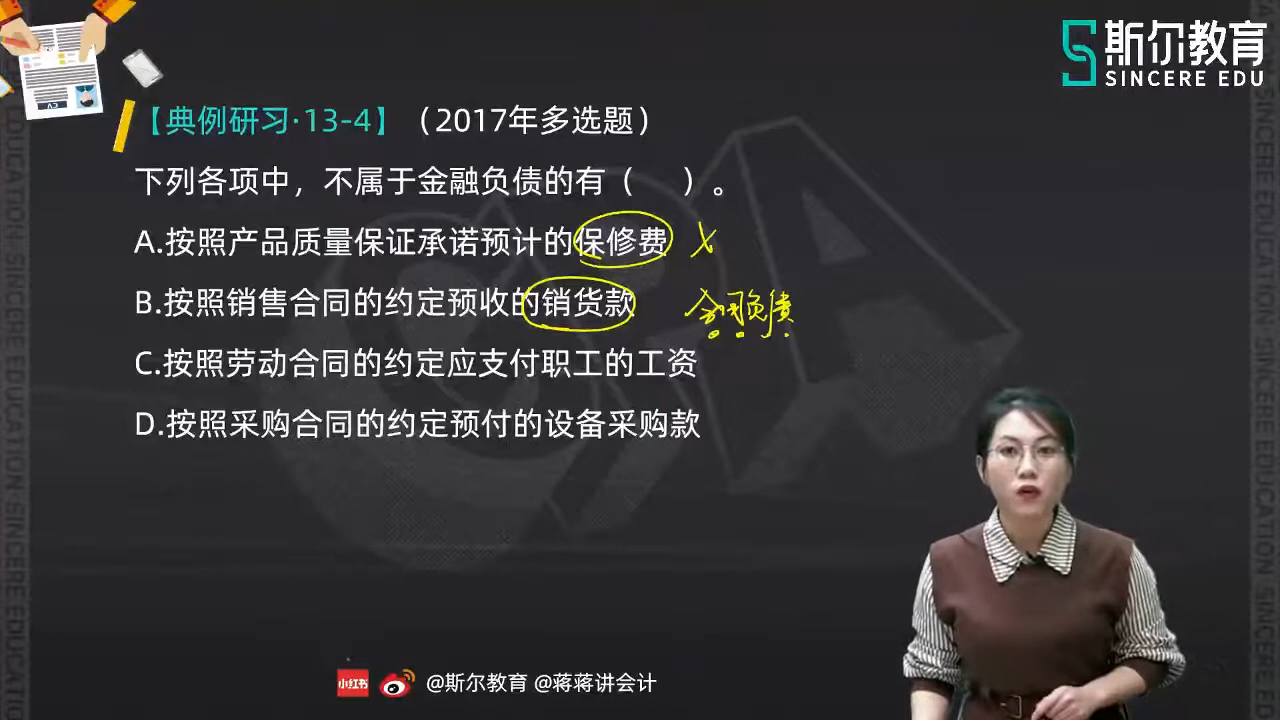 斯尔教育
SINCERE EDU
【典例研习·13-4】（2017年多选题）
下列各项中，不属于金融负债的有（ ）。
A.按照产品质量保证承诺预计的保修费 X
B.按照销售合同的约定预收的销货款 合同负债
C.按照劳动合同的约定应支付职工的工资
D.按照采购合同的约定预付的设备采购款
小红书 @斯尔教育 @蒋蒋讲会计